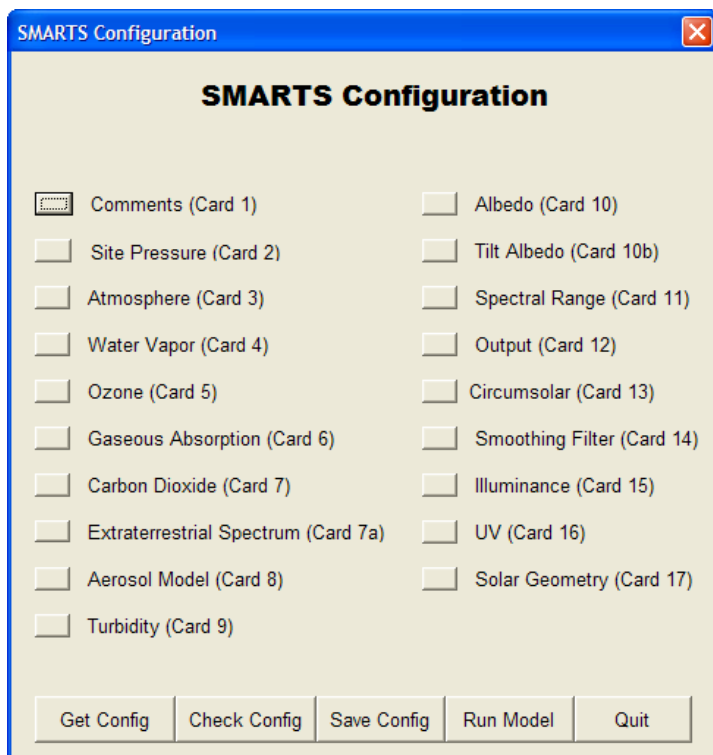 SMARTS Configuration
SMARTS Configuration
Comments (Card 1)
Site Pressure (Card 2)
Atmosphere (Card 3)
Water Vapor (Card 4)
Ozone (Card 5)
Gaseous Absorption (Card 6)
Carbon Dioxide (Card 7)
Extraterrestrial Spectrum (Card 7a)
Aerosol Model (Card 8)
Turbidity (Card 9)
Albedo (Card 10)
Tilt Albedo (Card 10b)
Spectral Range (Card 11)
Output (Card 12)
Circumsolar (Card 13)
Smoothing Filter (Card 14)
Illuminance (Card 15)
UV (Card 16)
Solar Geometry (Card 17)
Get Config
Check Config
Save Config
Run Model
Quit